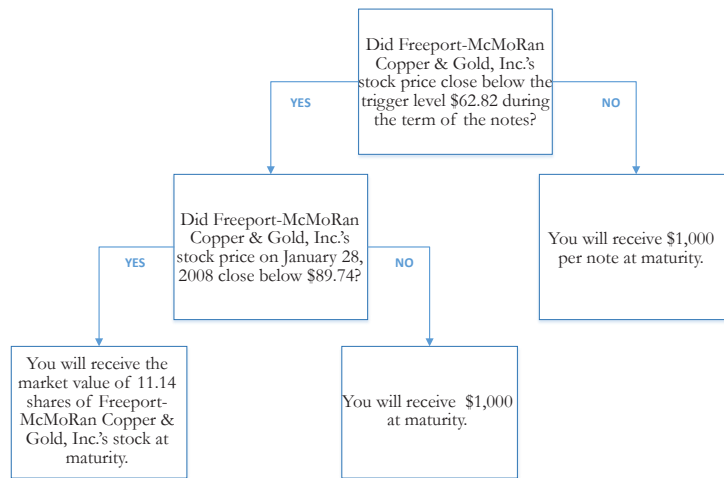 Did Freeport-McMoRan
Copper & Gold, Inc.'s
stock price close below the
trigger level $62.82 during
the term of the notes?
YES
NO
Did Freeport-McMoRan
Copper & Gold, Inc.'s
stock price on January 28,
2008 close below $89.74?
You will receive $1,000
per note at maturity.
YES
NO
You will receive the
market value of 11.14
shares of Freeport-
McMoRan Copper &
Gold, Inc.'s stock at
maturity.
You will receive $1,000
at maturity.